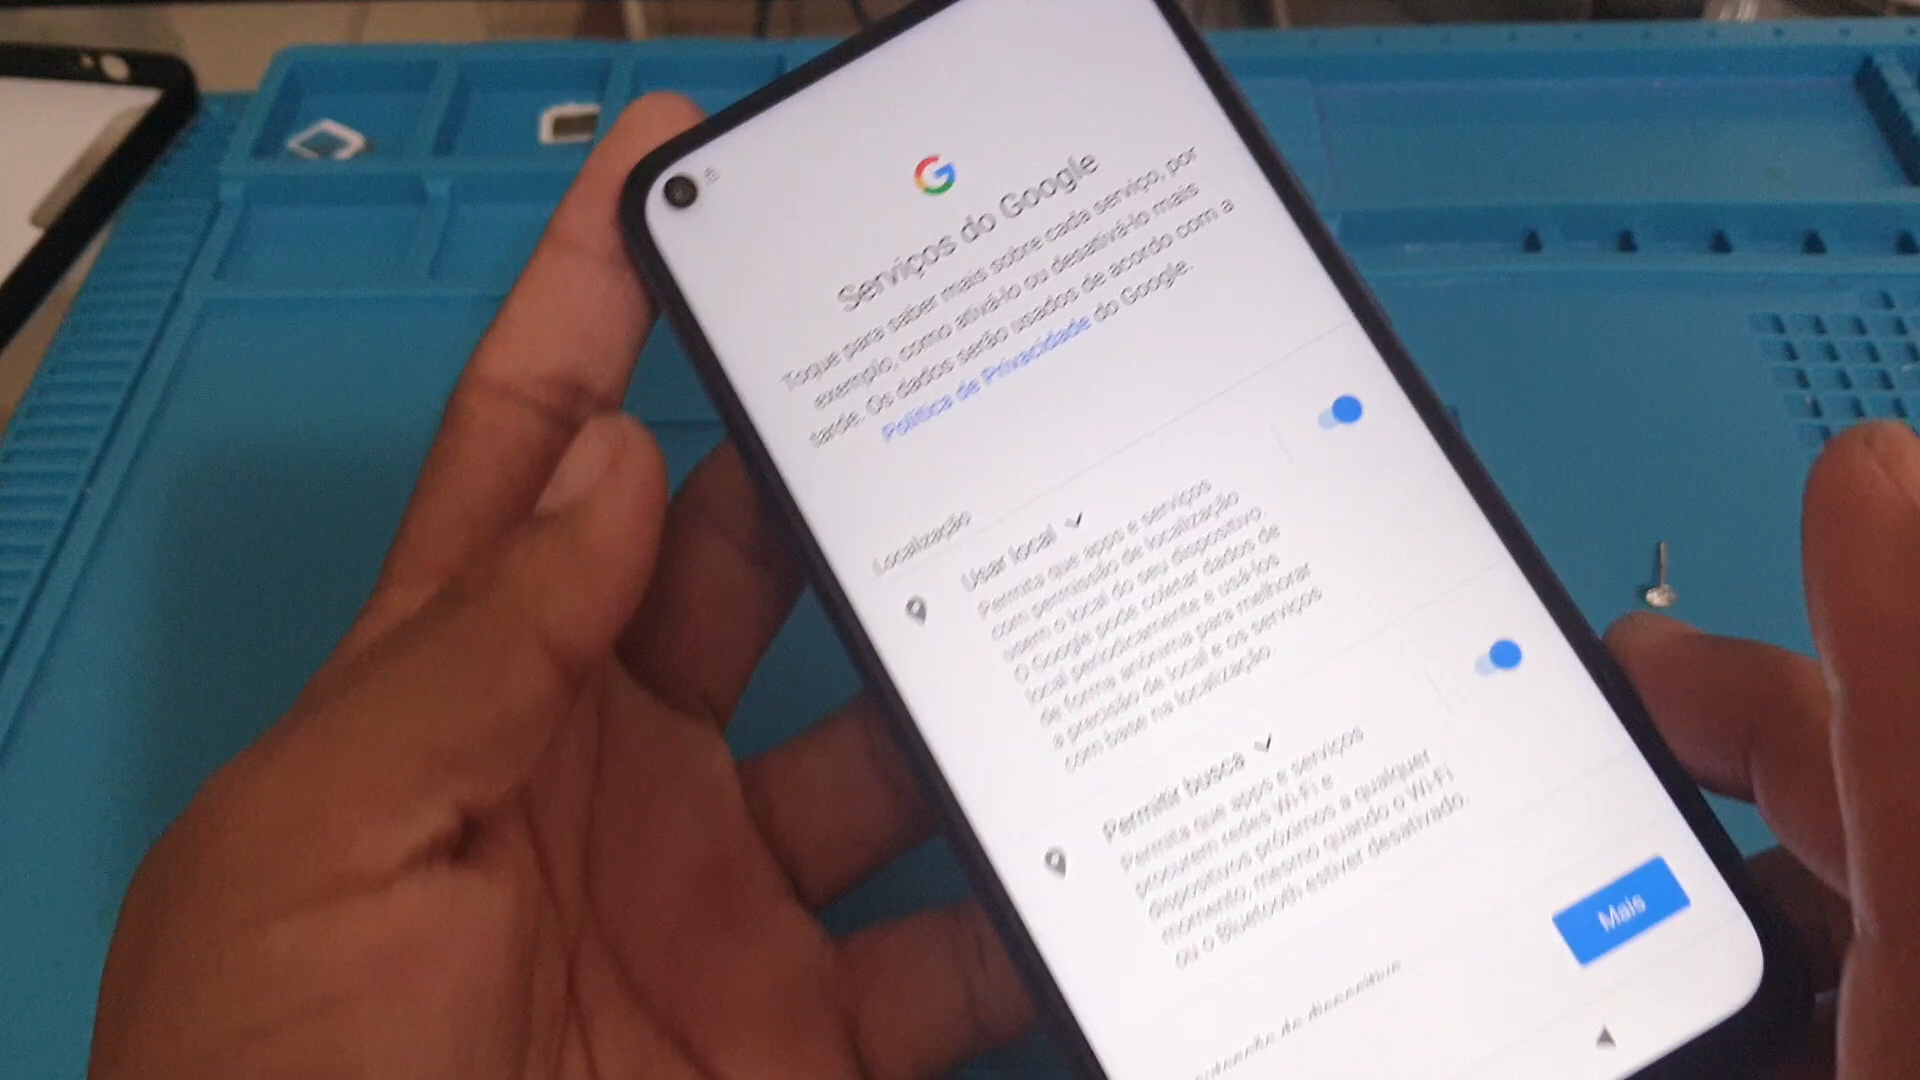 Serviços do Google
Toque para saber mais sobre cada serviço, por
exemplo, como ativá-lo ou desativá-lo mais
tarde. Os dados serão usados de acordo com a
Política de Privacidade do Google.
Localização
Usar local
Permita que apps e serviços
com permissão de localização
usem o local do seu dispositivo.
O Google pode coletar dados de
local periodicamente e usá-los
de forma anônima para melhorar
a precisão de local e os serviços
com base na localização.
Permitir busca
Permita que apps e serviços
procurem redes Wi-Fi e
dispositivos próximos a qualquer
momento, mesmo quando o Wi-Fi
ou o Bluetooth estiver desativado.
Mais